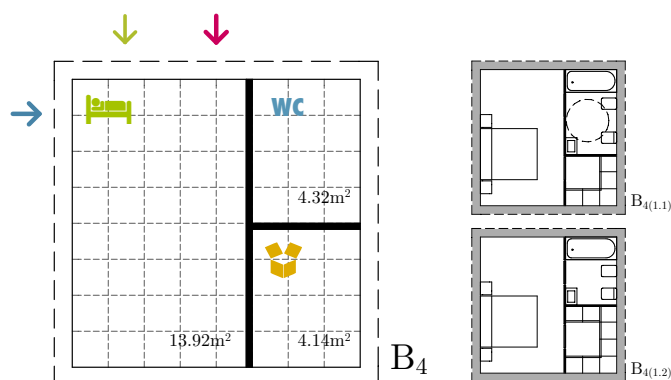 WC
4.32m²
13.92m²
4.14m²
B₄
B₄₍₁.₁₎
B₄₍₁.₂₎